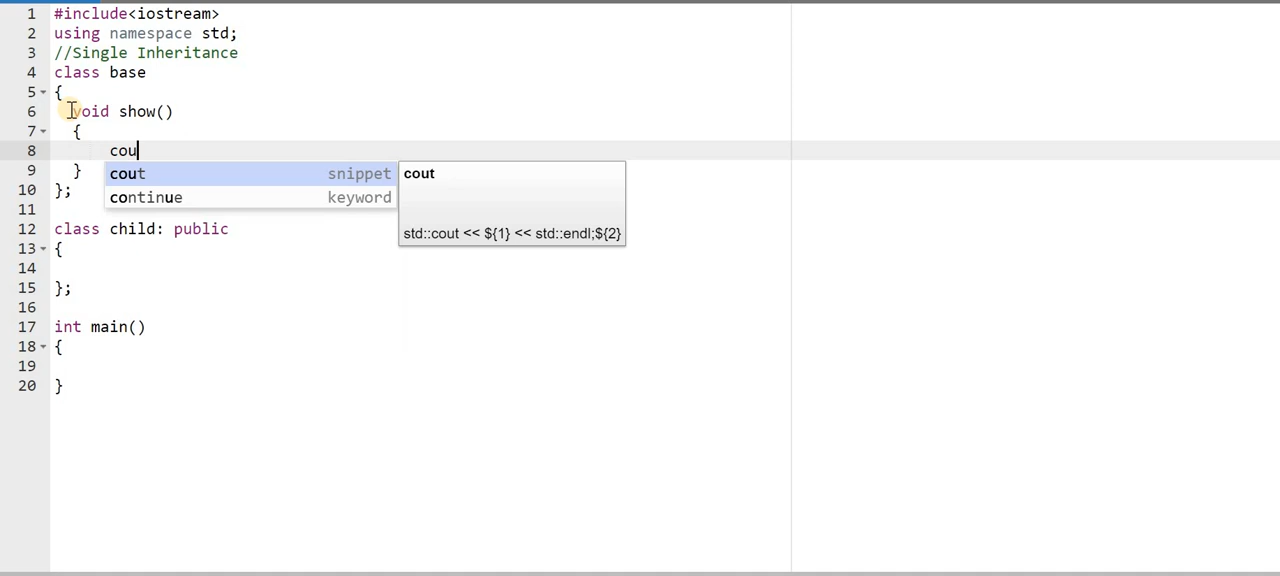 1 #include<iostream>
2 using namespace std;
3 //Single Inheritance
4 class base
5 {
6 void show()
7 {
8 cou
cout snippet
continue keyword
cout
std::cout << ${1} << std::endl;${2}
9 }
10 };
11
12 class child: public
13 {
14
15 };
16
17 int main()
18 {
19
20 }